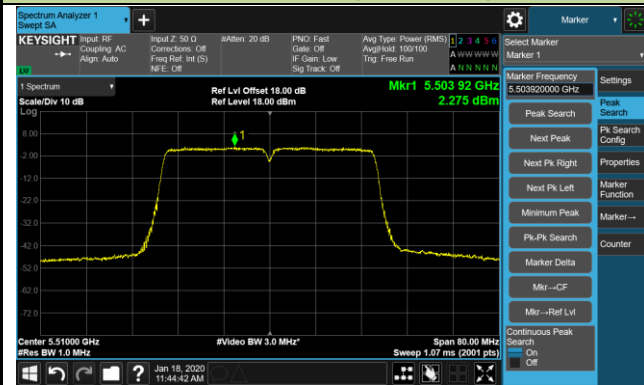 Spectrum Analyzer 1
Swept SA
Marker
KEYSIGHT
Input: RF
Coupling: AC
Align: Auto
Input Z: 50 Ω
Corrections: Off
Freq Ref: Int (S)
NFE: Off
#Atten: 20 dB
PNO: Fast
Gate: Off
IF Gain: Low
Sig Track: Off
Avg Type: Power (RMS)
Avg|Hold: 100/100
Trig: Free Run
1 2 3 4 5 6
A W W W W W
A N N N N N
Select Marker
Marker 1
1 Spectrum
Scale/Div 10 dB
Log
Ref Lvl Offset 18.00 dB
Ref Level 18.00 dBm
Mkr1 5.503 92 GHz
2.275 dBm
8.00
-2.00
-12.0
-22.0
-32.0
-42.0
-52.0
-62.0
-72.0
1
Center 5.51000 GHz
#Res BW 1.0 MHz
#Video BW 3.0 MHz*
Span 80.00 MHz
Sweep 1.07 ms (2001 pts)
Marker Frequency
5.503920000 GHz
Peak Search
Next Peak
Next Pk Right
Next Pk Left
Minimum Peak
Pk-Pk Search
Marker Delta
Mkr→CF
Mkr→Ref Lvl
Continuous Peak
Search
On
Off
Settings
Peak
Search
Pk Search
Config
Properties
Marker
Function
Marker→
Counter
?
Jan 18, 2020
11:44:42 AM